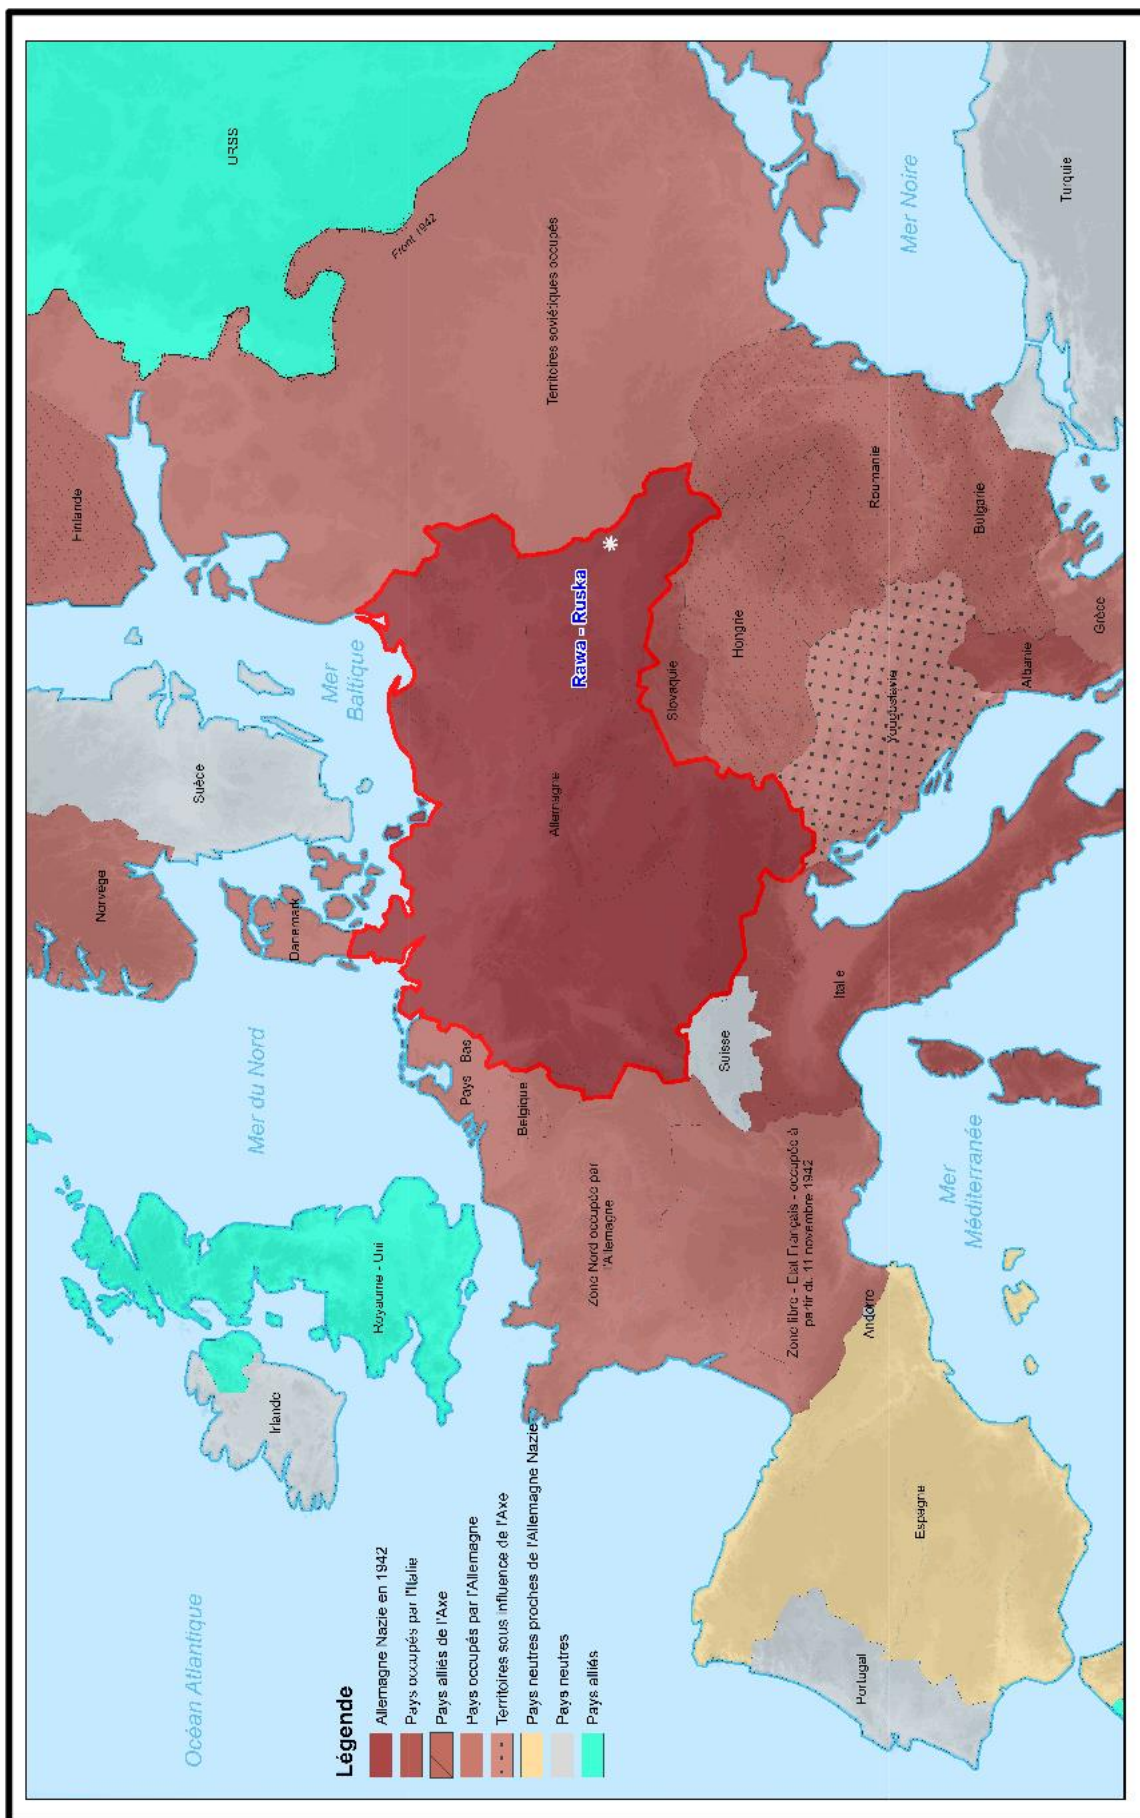 URSS
Front 1942
Territoires soviétiques occupés
Mer Noire
Turquie
Finlande
Rawa - Ruska
Roumanie
Bulgarie
Mer
Baltique
Hongrie
Slovaquie
Yougoslavie
Albanie
Grèce
Suède
Norvège
Danemark
Allemagne
Italie
Suisse
Mer du Nord
Pays Bas
Belgique
Zone Nord occupée par
l'Allemagne
Zone libre - Etat Français - occupée à
partir du 11 novembre 1942
Mer
Méditerranée
Royaume - Uni
Irlande
Andorre
Espagne
Portugal
Océan Atlantique
Légende
Allemagne Nazie en 1942
Pays occupés par l'Italie
Pays alliés de l'Axe
Pays occupés par l'Allemagne
Territoires sous influence de l'Axe
Pays neutres proches de l'Allemagne Nazie
Pays neutres
Pays alliés